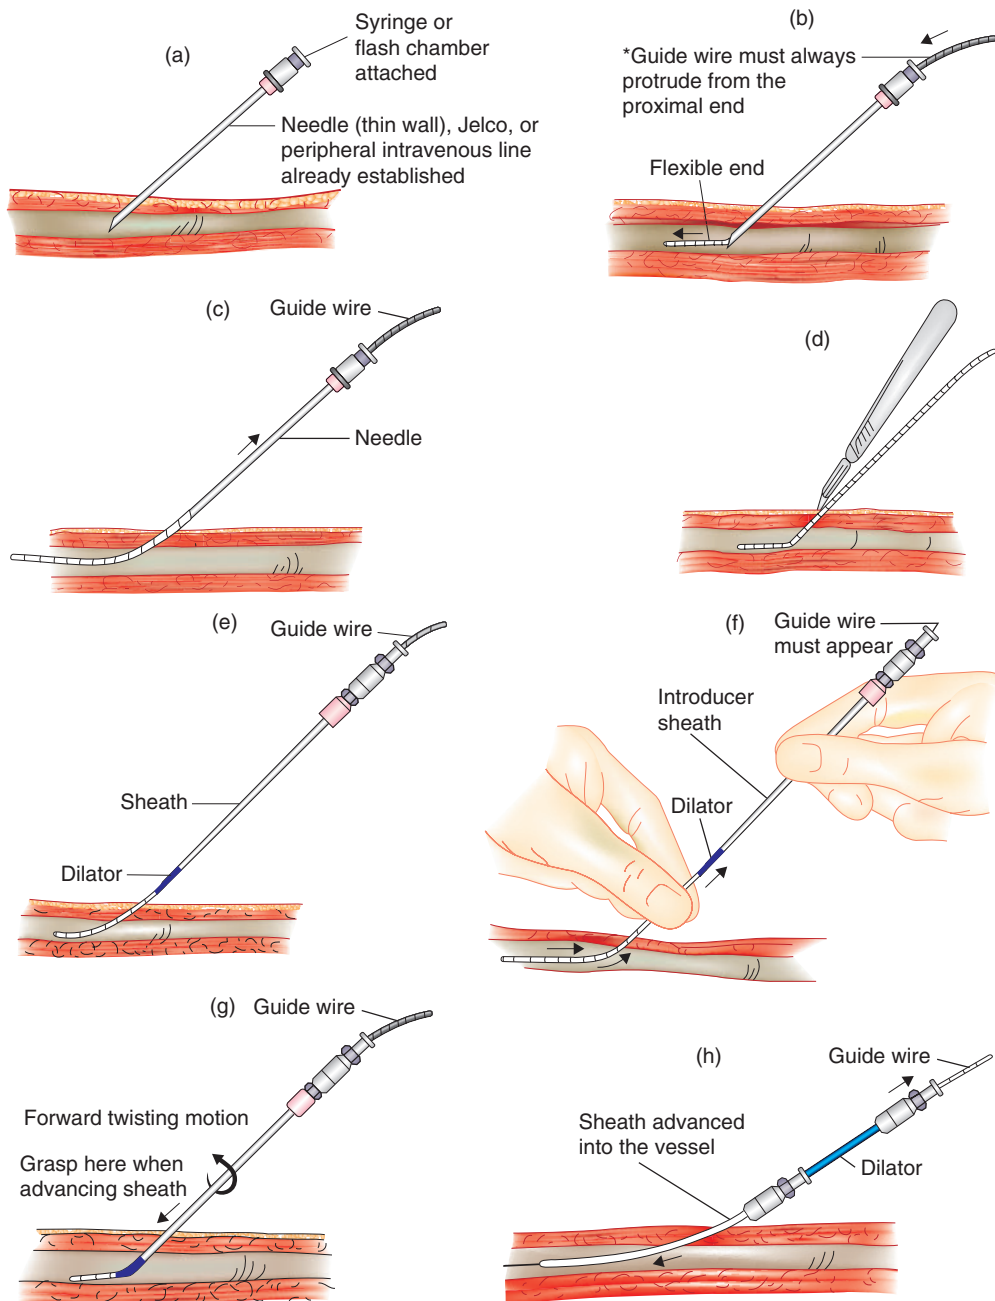 (a)
Syringe or
flash chamber
attached
Needle (thin wall), Jelco, or
peripheral intravenous line
already established
(b)
*Guide wire must always
protrude from the
proximal end
Flexible end
(c)
Guide wire
Needle
(d)
(e)
Guide wire
Sheath
Dilator
(f)
Guide wire
must appear
Introducer
sheath
Dilator
(g)
Guide wire
Forward twisting motion
Grasp here when
advancing sheath
(h)
Guide wire
Sheath advanced
into the vessel
Dilator